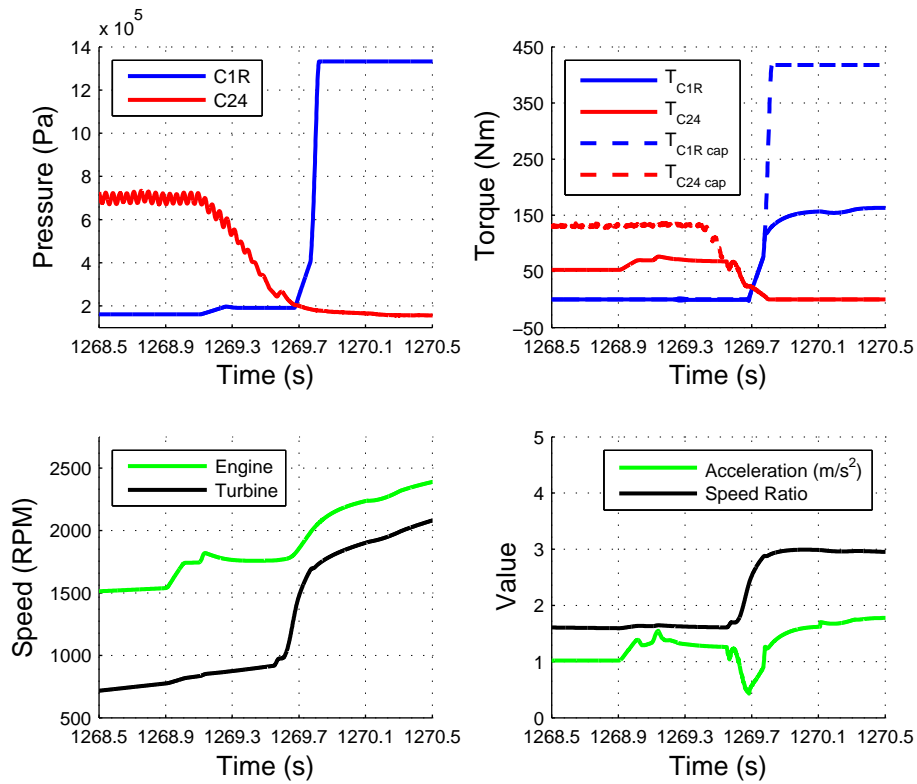 x 10⁵
14
12
10
8
6
4
2
1268.5 1268.9 1269.3 1269.7 1270.1 1270.5
Pressure (Pa)
Time (s)
C1R
C24
450
350
250
150
50
−50
1268.5 1268.9 1269.3 1269.7 1270.1 1270.5
Torque (Nm)
Time (s)
T_C1R
T_C24
T_C1R cap
T_C24 cap
2500
2000
1500
1000
500
1268.5 1268.9 1269.3 1269.7 1270.1 1270.5
Speed (RPM)
Time (s)
Engine
Turbine
5
4
3
2
1
0
1268.5 1268.9 1269.3 1269.7 1270.1 1270.5
Value
Time (s)
Acceleration (m/s²)
Speed Ratio